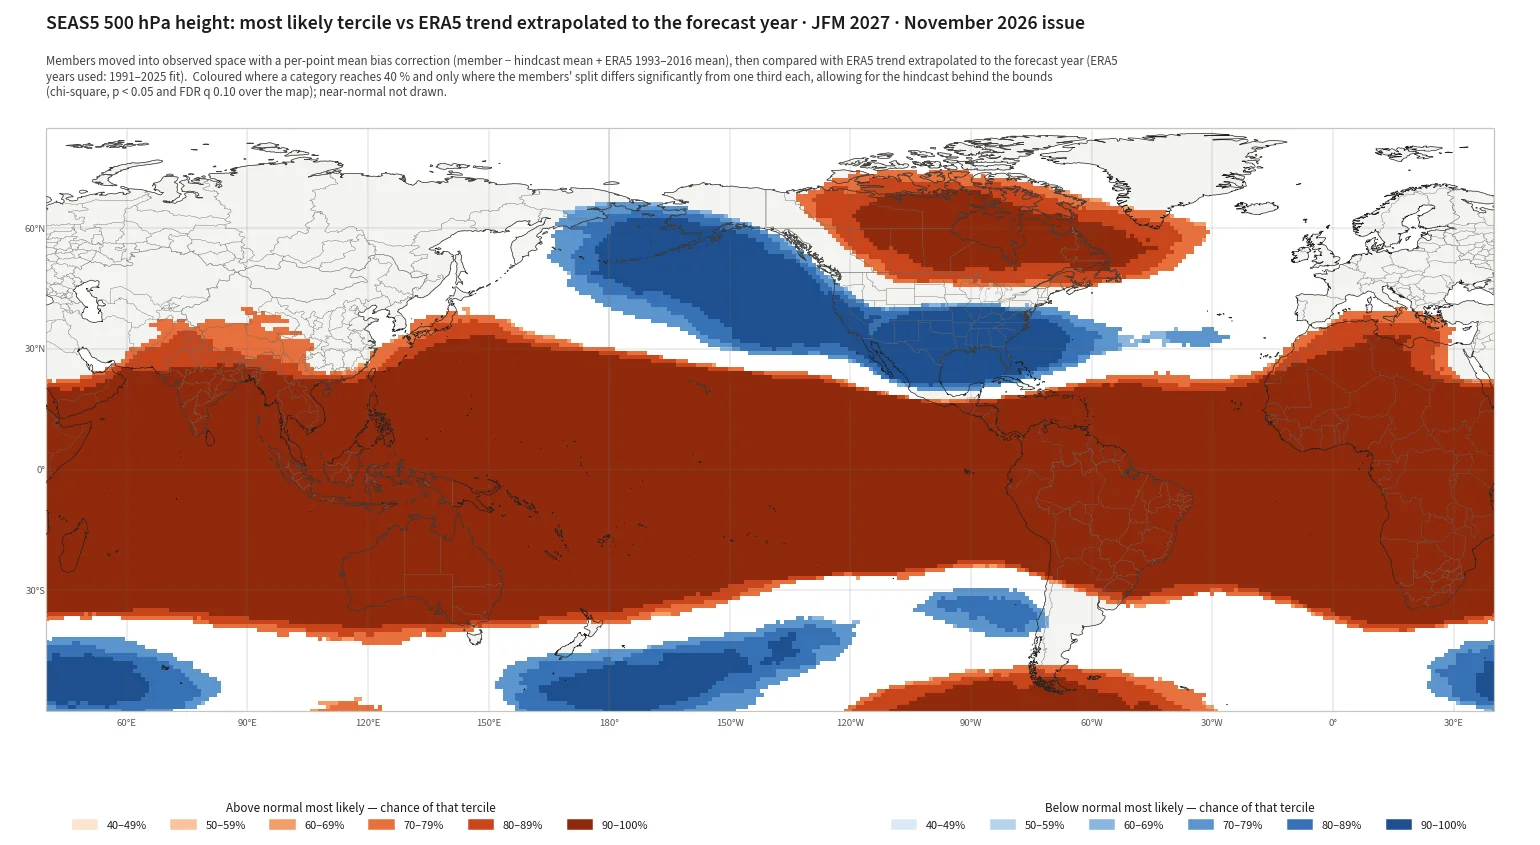 SEAS5 500 hPa height: most likely tercile vs ERA5 trend extrapolated to the forecast year · JFM 2027 · November 2026 issue
Members moved into observed space with a per-point mean bias correction (member − hindcast mean + ERA5 1993–2016 mean), then compared with ERA5 trend extrapolated to the forecast year (ERA5
years used: 1991–2025 fit).  Coloured where a category reaches 40 % and only where the members' split differs significantly from one third each, allowing for the hindcast behind the bounds
(chi-square, p < 0.05 and FDR q 0.10 over the map); near-normal not drawn.
60°N
30°N
0°
30°S
60°E 90°E 120°E 150°E 180° 150°W 120°W 90°W 60°W 30°W 0° 30°E
Above normal most likely — chance of that tercile
40–49% 50–59% 60–69% 70–79% 80–89% 90–100%
Below normal most likely — chance of that tercile
40–49% 50–59% 60–69% 70–79% 80–89% 90–100%